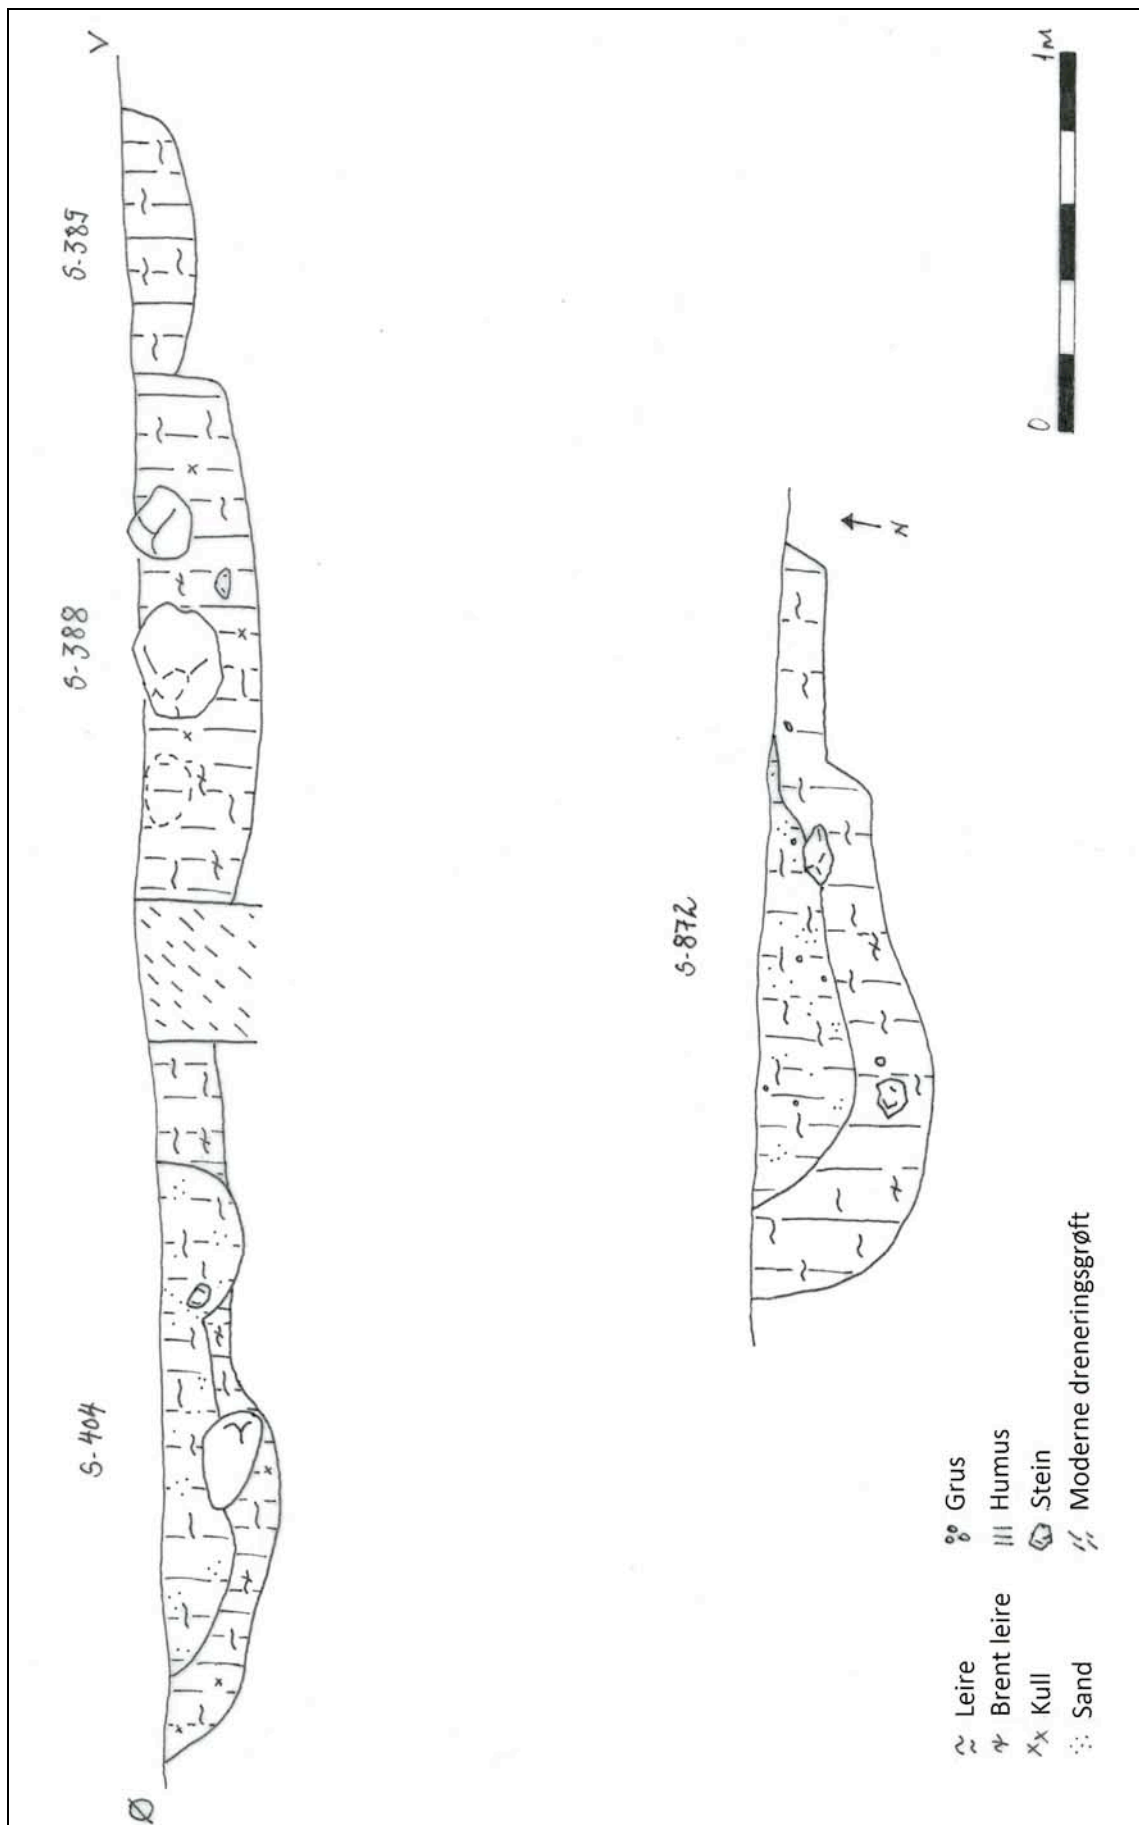 Ø
V
S-404
S-388
S-389
S-872
N
0
1M
Leire
Grus
Brent leire
Humus
Kull
Stein
Sand
Moderne dreneringsgrøft